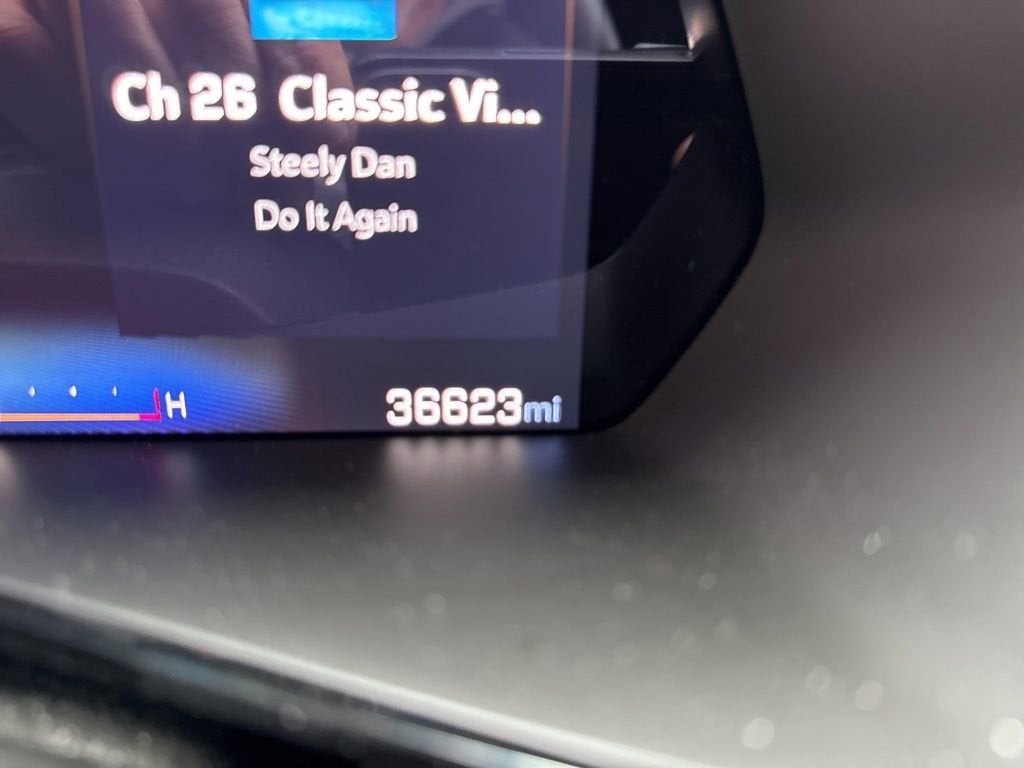 Ch 26 Classic Vi...
Steely Dan
Do It Again
H
36623mi